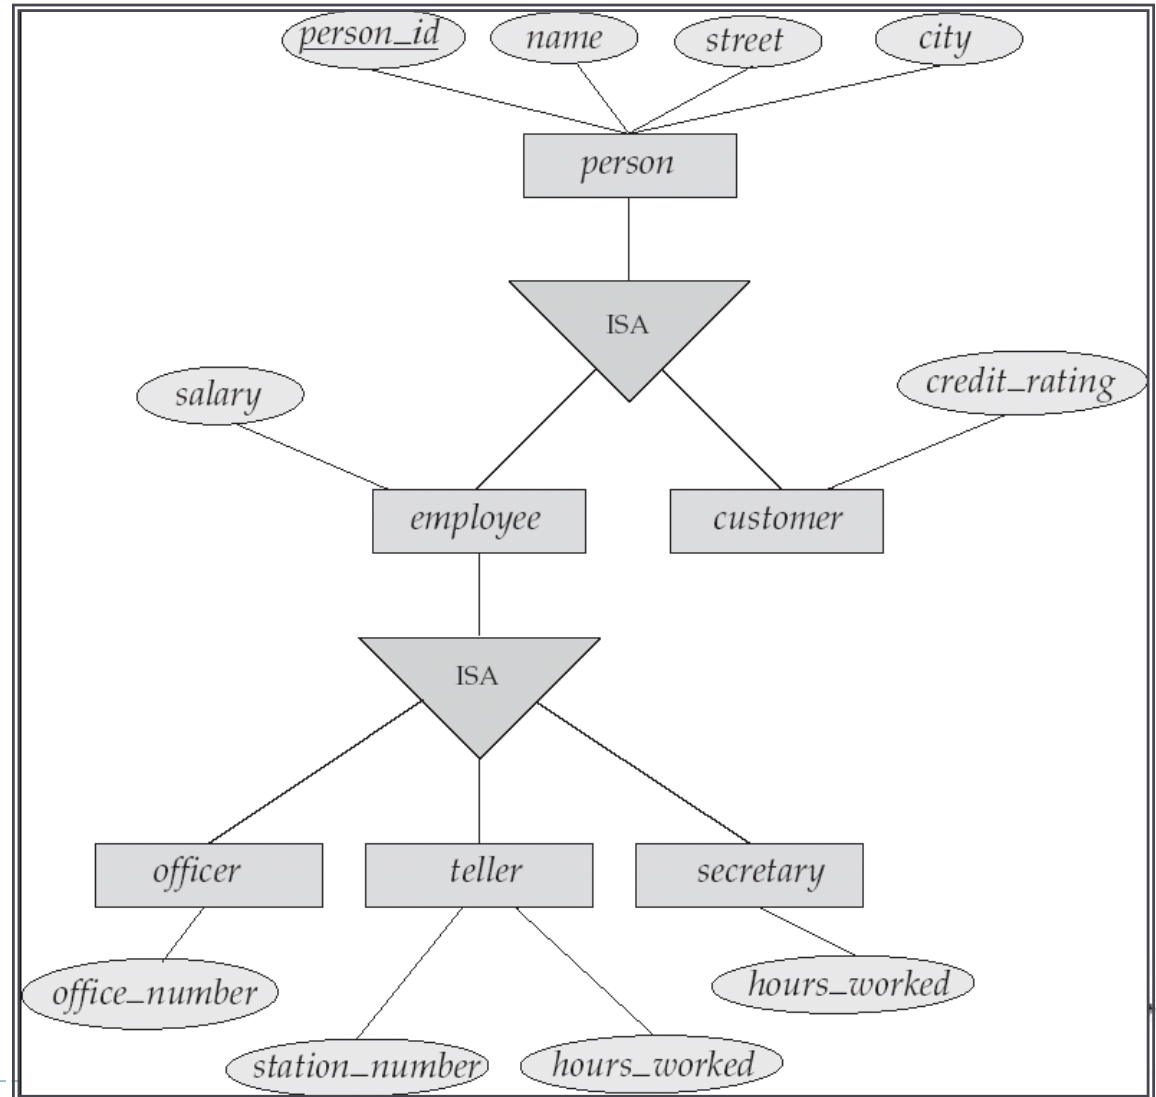 person_id name street city
person
ISA
salary credit_rating
employee customer
ISA
officer teller secretary
office_number hours_worked
station_number hours_worked